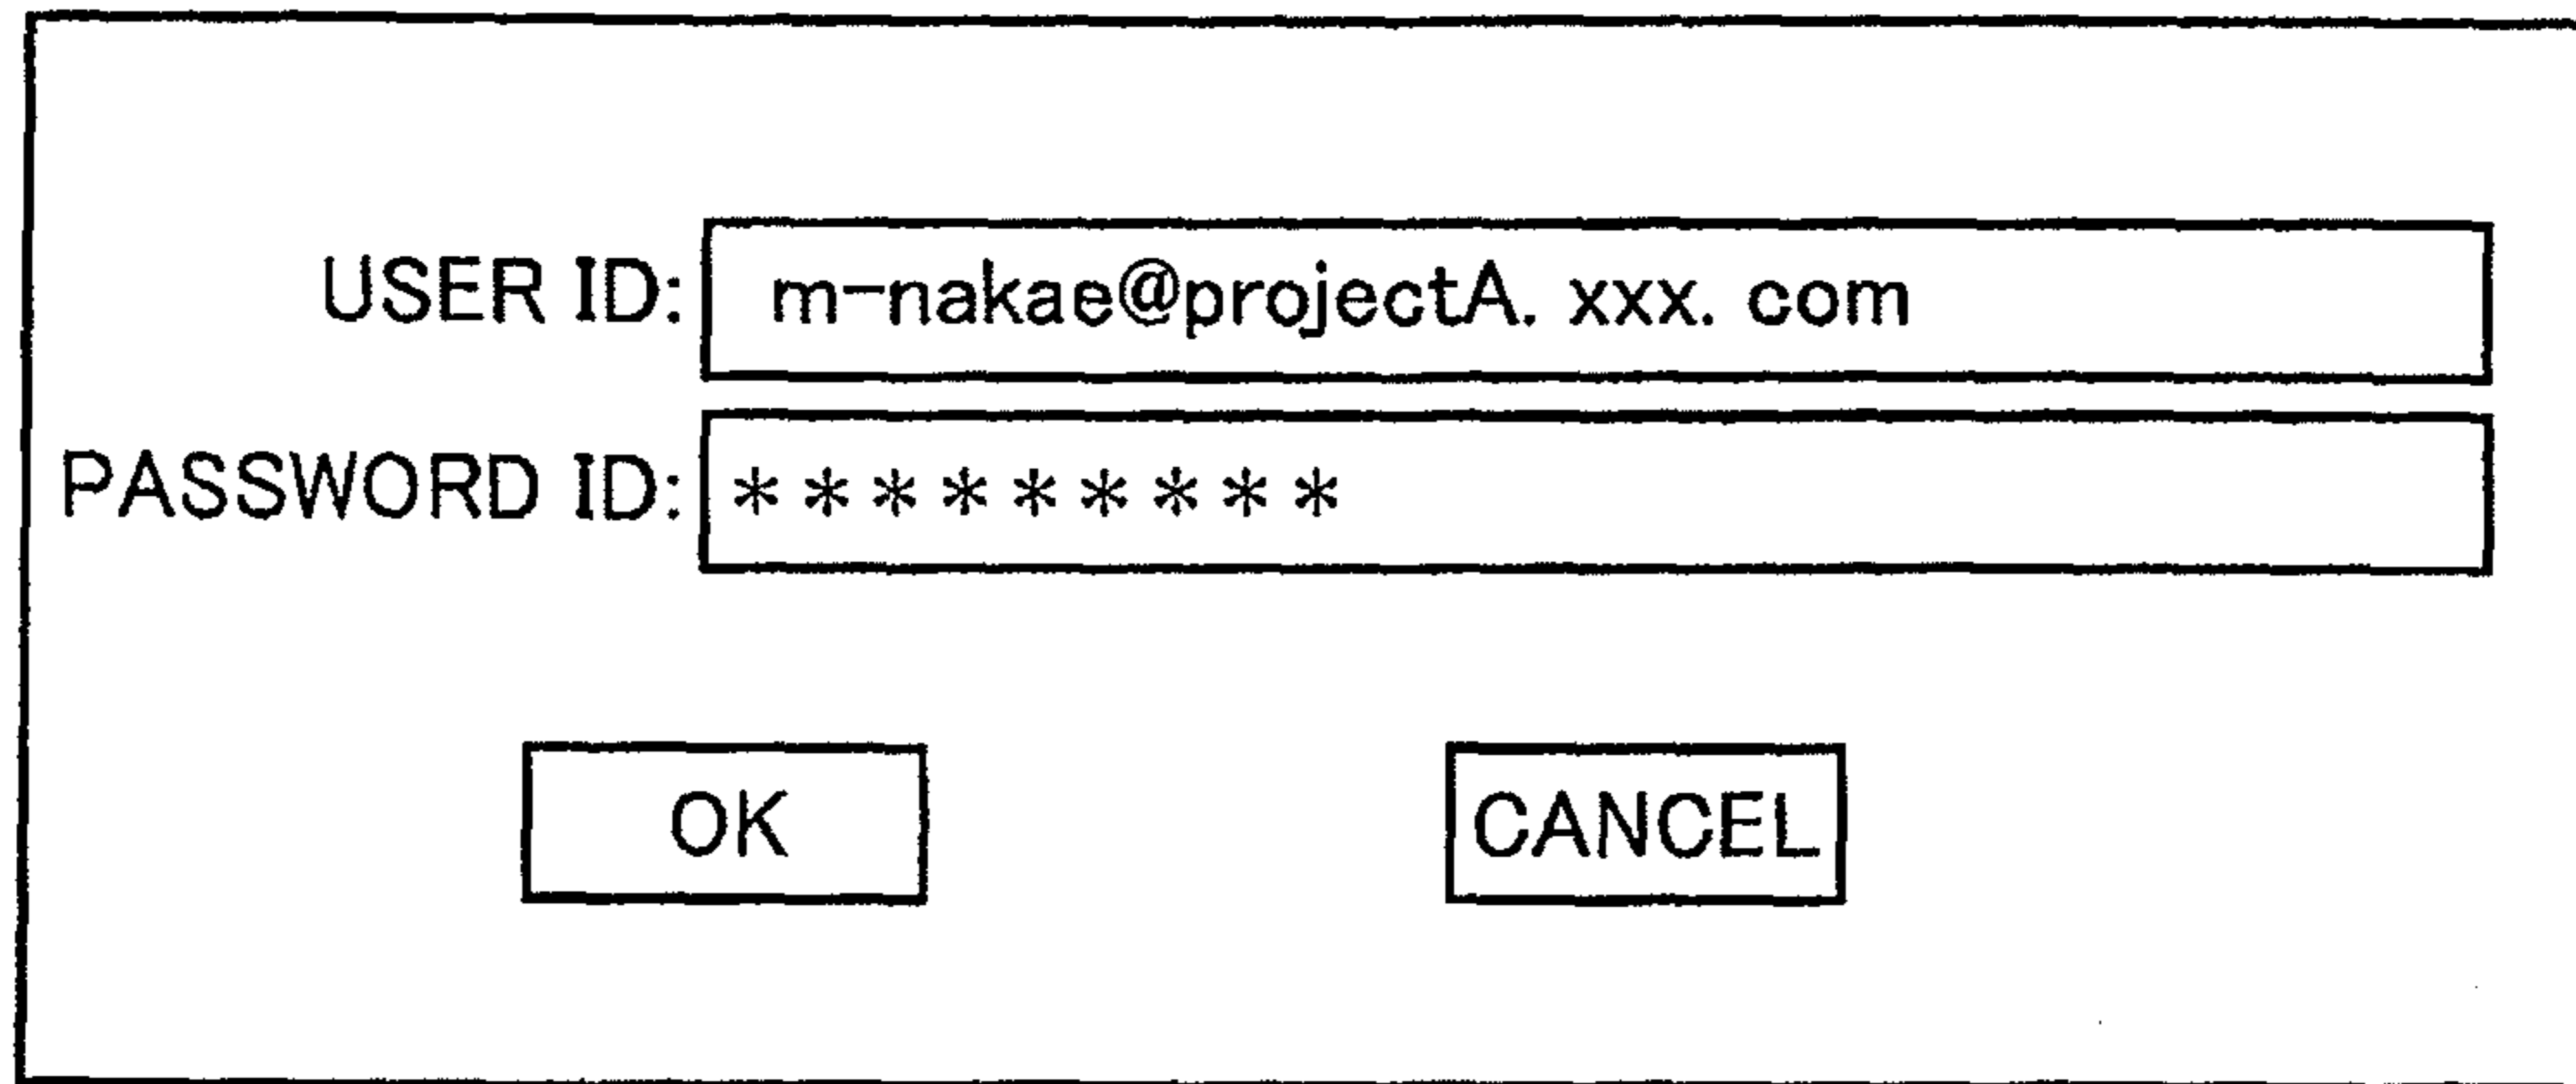 USER ID: m-nakae@projectA. xxx. com
PASSWORD ID: * * * * * * * * *
OK CANCEL